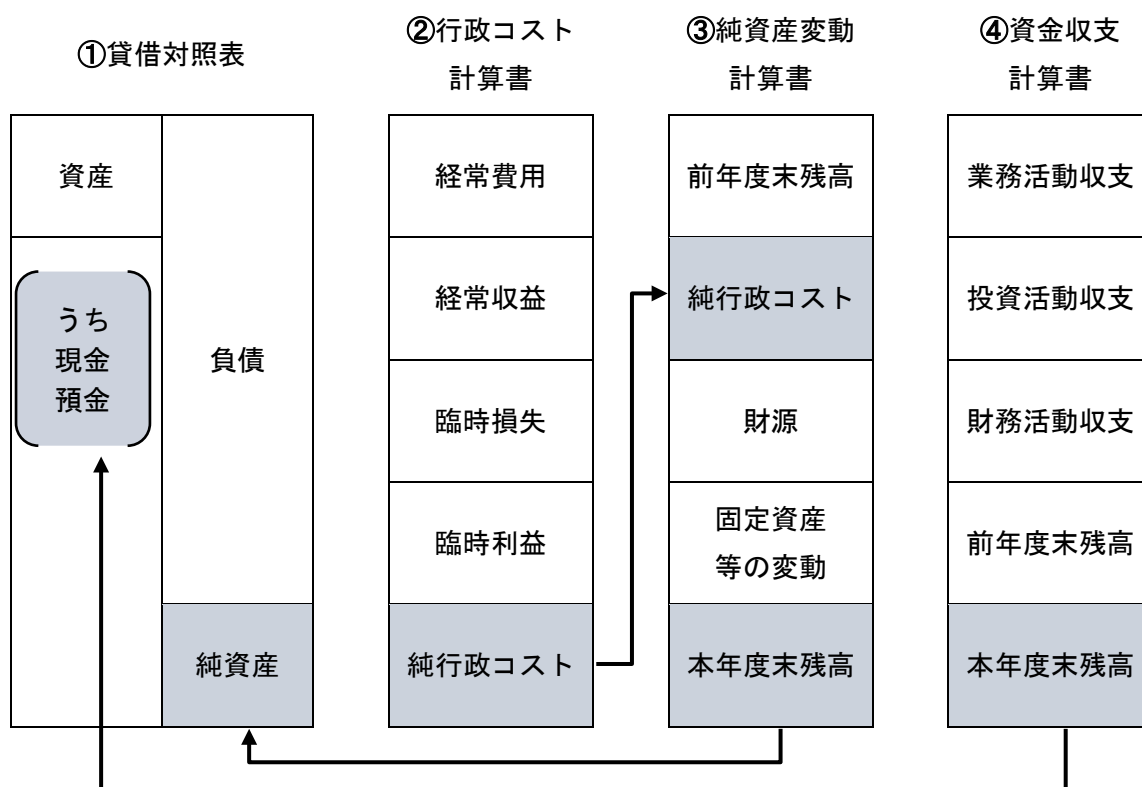 ①貸借対照表
②行政コスト
計算書
③純資産変動
計算書
④資金収支
計算書
資産
うち
現金
預金
負債
純資産
経常費用
経常収益
臨時損失
臨時利益
純行政コスト
前年度末残高
純行政コスト
財源
固定資産
等の変動
本年度末残高
業務活動収支
投資活動収支
財務活動収支
前年度末残高
本年度末残高